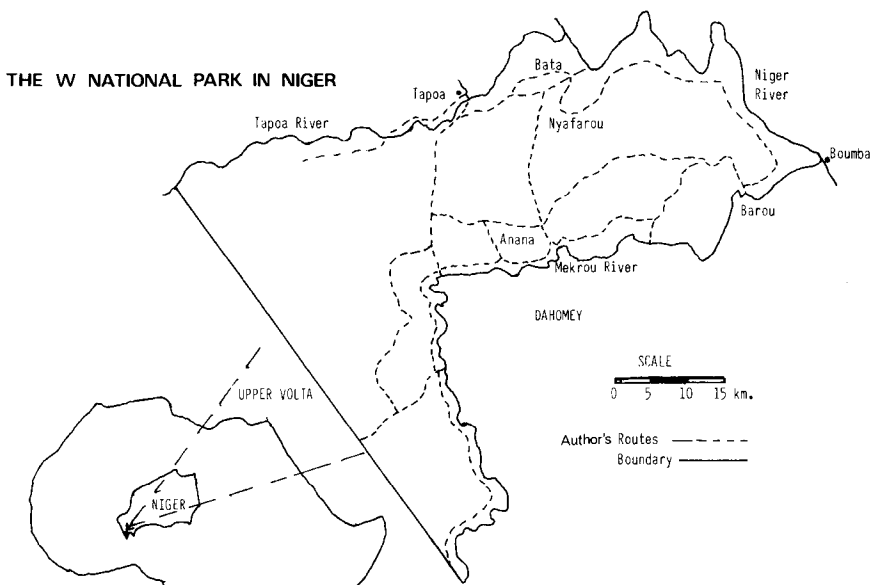 THE W NATIONAL PARK IN NIGER
Bata
Tapoa
Niger
River
Tapoa River
Nyafarou
Boumba
Barou
Anana
Mekrou River
DAHOMEY
SCALE
0 5 10 15 km.
UPPER VOLTA
Author's Routes
Boundary
NIGER